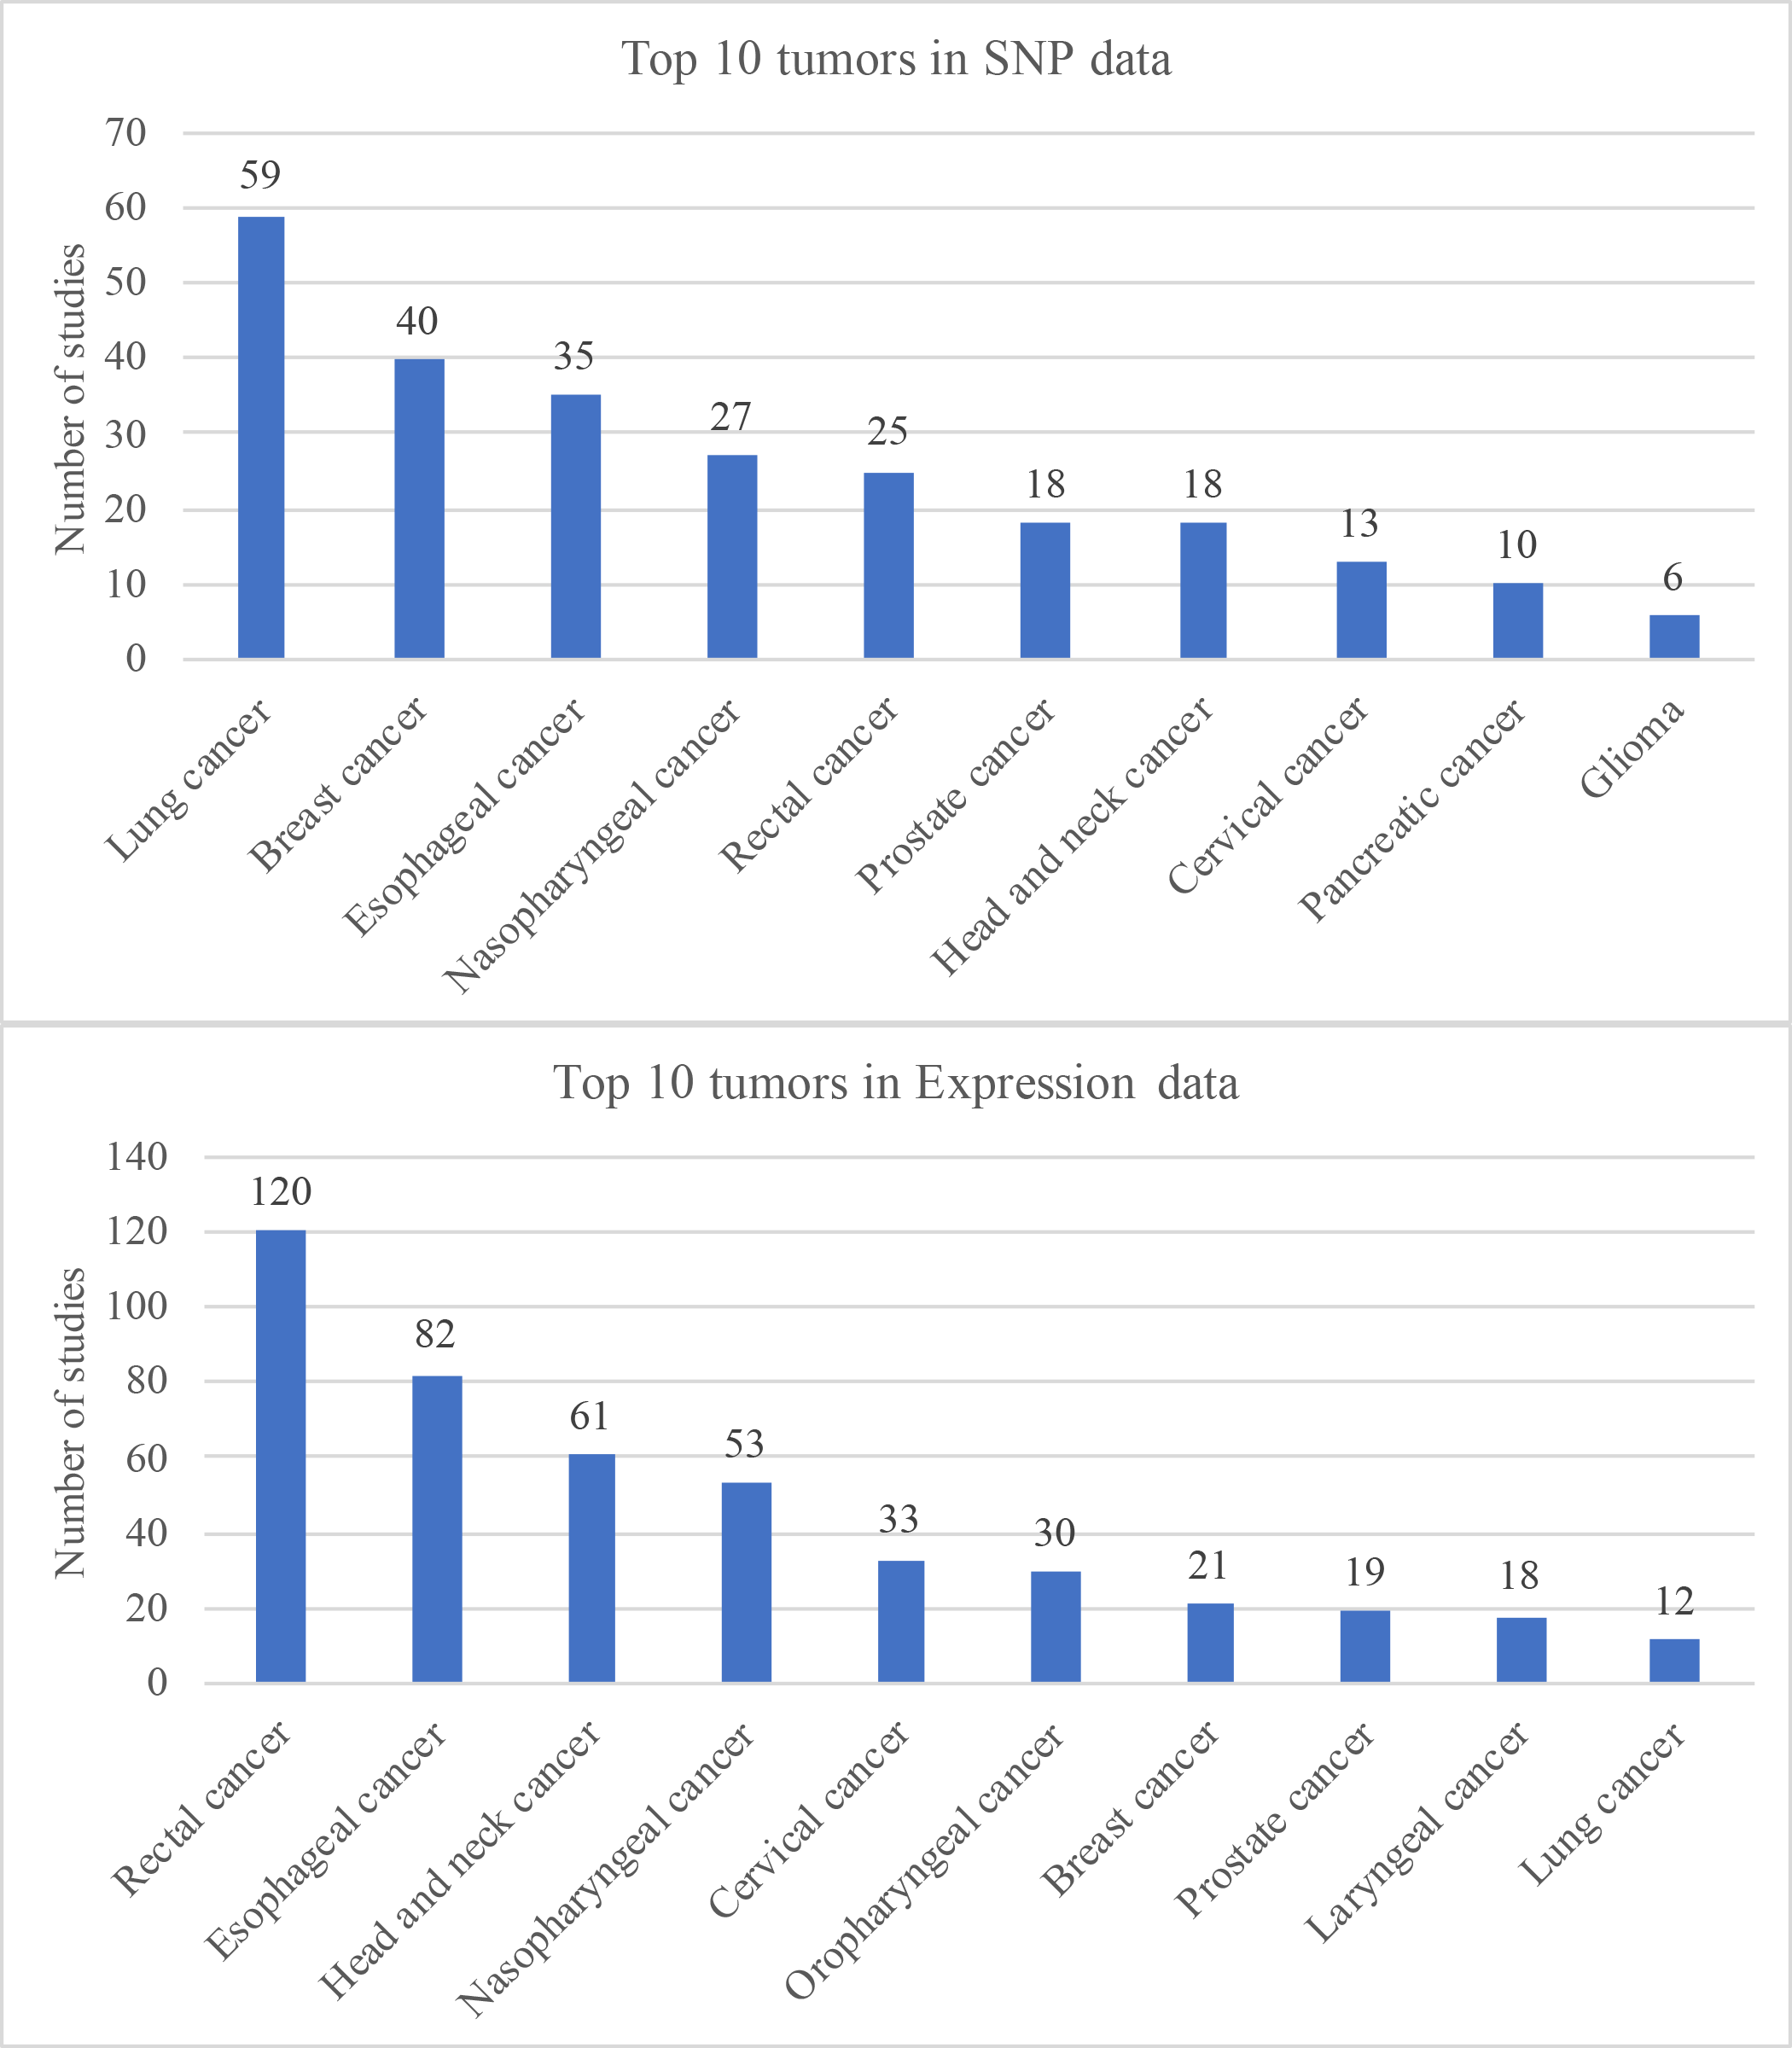 Top 10 tumors in SNP data
Number of studies
70
60
50
40
30
20
10
0
59
40
35
27
25
18
18
13
10
6
Lung cancer
Breast cancer
Esophageal cancer
Nasopharyngeal cancer
Rectal cancer
Prostate cancer
Head and neck cancer
Cervical cancer
Pancreatic cancer
Glioma
Top 10 tumors in Expression data
Number of studies
140
120
100
80
60
40
20
0
120
82
61
53
33
30
21
19
18
12
Rectal cancer
Esophageal cancer
Head and neck cancer
Nasopharyngeal cancer
Cervical cancer
Oropharyngeal cancer
Breast cancer
Prostate cancer
Laryngeal cancer
Lung cancer